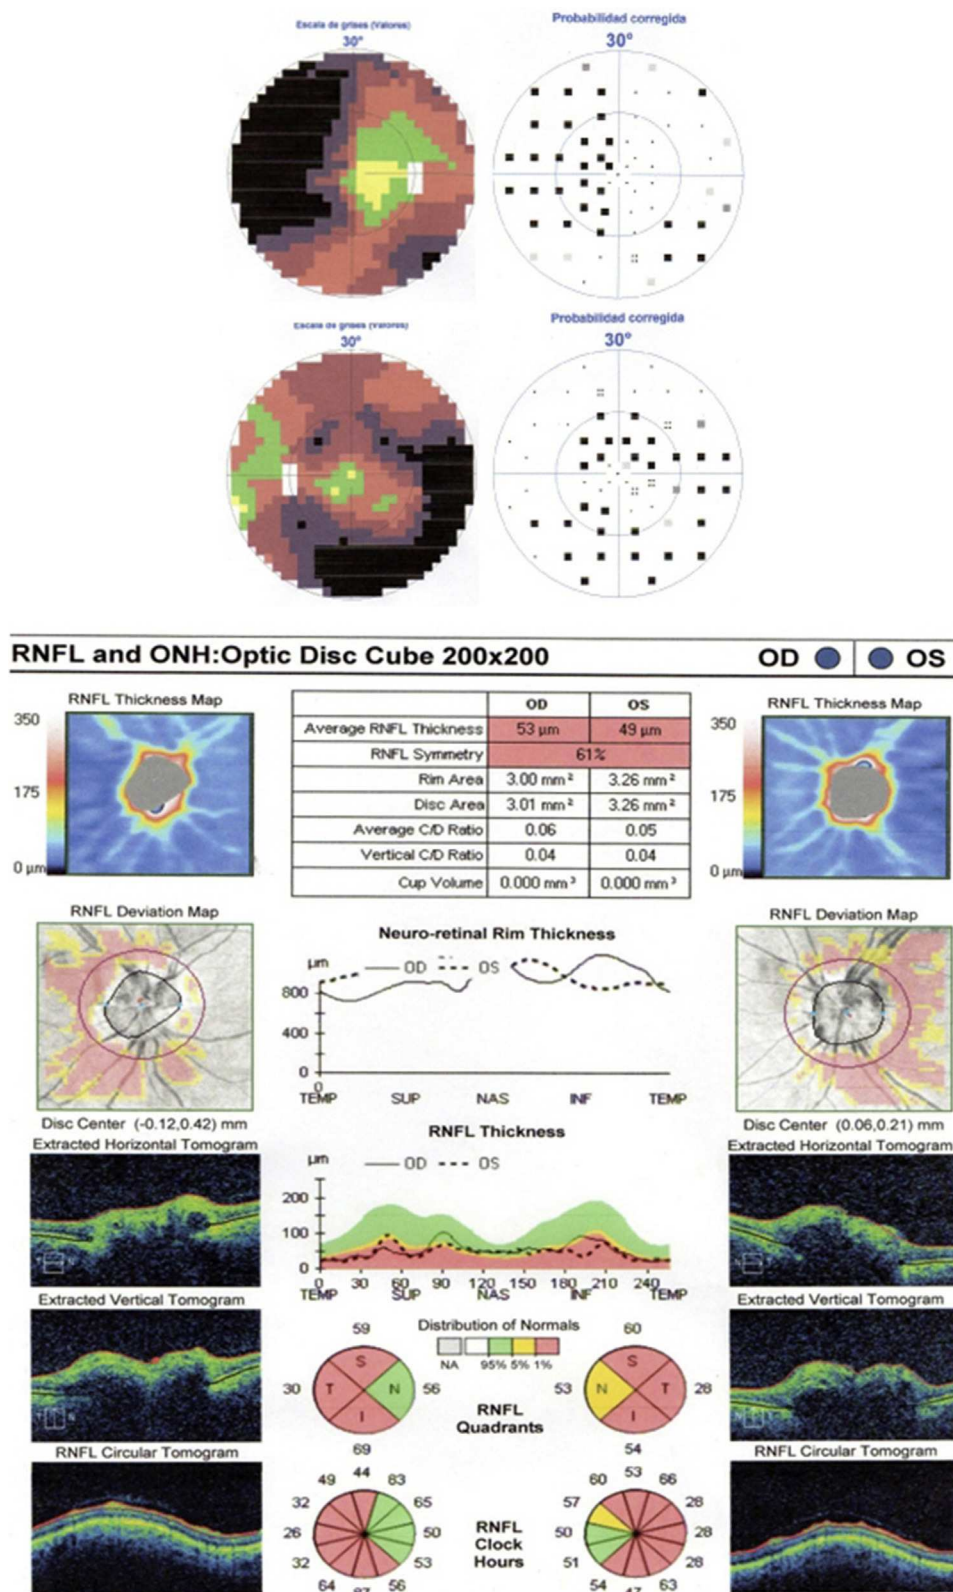 Escala de grises (Valores)
30°
Probabilidad corregida
30°
Escala de grises (Valores)
30°
Probabilidad corregida
30°
RNFL and ONH:Optic Disc Cube 200x200
OD OS
RNFL Thickness Map
350
175
0 µm
OD OS
Average RNFL Thickness 53 µm 49 µm
RNFL Symmetry 61%
Rim Area 3.00 mm² 3.26 mm²
Disc Area 3.01 mm² 3.26 mm²
Average C/D Ratio 0.06 0.05
Vertical C/D Ratio 0.04 0.04
Cup Volume 0.000 mm³ 0.000 mm³
RNFL Thickness Map
350
175
0 µm
RNFL Deviation Map
Disc Center (-0.12,0.42) mm
Neuro-retinal Rim Thickness
µm OD OS
800
400
0
0
TEMP SUP NAS INF TEMP
RNFL Deviation Map
Disc Center (0.06,0.21) mm
Extracted Horizontal Tomogram
RNFL Thickness
µm OD OS
200
100
0
0 30 60 90 120 150 180 210 240
TEMP SUP NAS INF TEMP
Extracted Horizontal Tomogram
Extracted Vertical Tomogram
Distribution of Normals
NA 95% 5% 1%
Extracted Vertical Tomogram
59
S
30 T N 56
I
69
RNFL
Quadrants
60
S
53 N T 28
I
54
RNFL Circular Tomogram
44
49 63
32 65
26 50
32 53
64 56
RNFL
Clock
Hours
53
60 66
57 28
50 28
51 28
54 63
47
RNFL Circular Tomogram